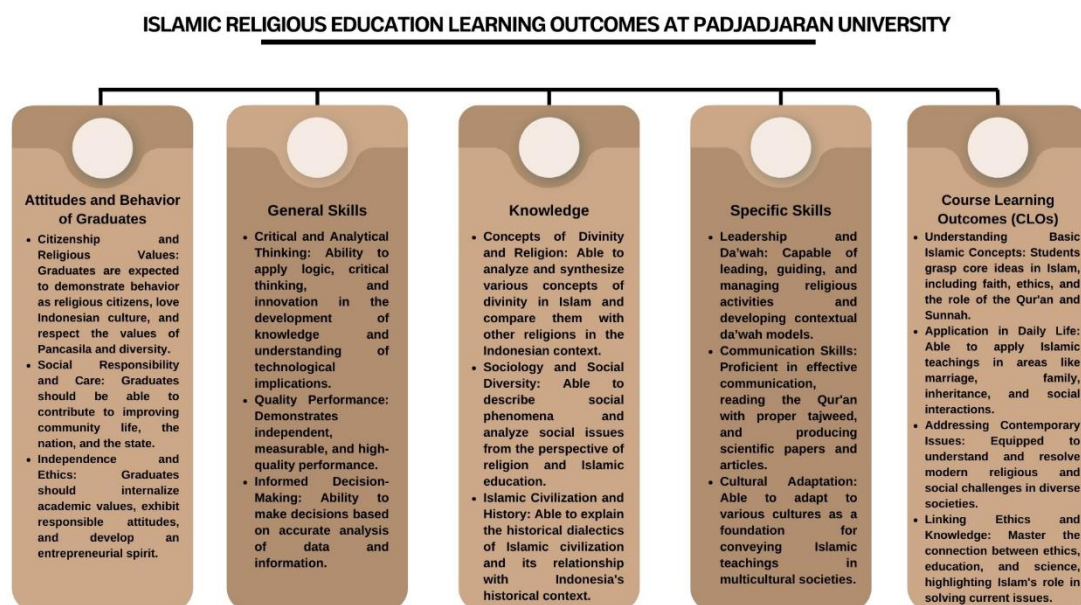 ISLAMIC RELIGIOUS EDUCATION LEARNING OUTCOMES AT PADJADJARAN UNIVERSITY
Attitudes and Behavior
of Graduates
• Citizenship and
Religious Values:
Graduates are expected
to demonstrate behavior
as religious citizens, love
Indonesian culture, and
respect the values of
Pancasila and diversity.
• Social Responsibility
and Care: Graduates
should be able to
contribute to improving
community life, the
nation, and the state.
• Independence and
Ethics: Graduates
should internalize
academic values, exhibit
responsible attitudes,
and develop an
entrepreneurial spirit.
General Skills
• Critical and Analytical
Thinking: Ability to
apply logic, critical
thinking, and
innovation in the
development of
knowledge and
understanding of
technological
implications.
• Quality Performance:
Demonstrates
independent,
measurable, and high-
quality performance.
• Informed Decision-
Making: Ability to
make decisions based
on accurate analysis
of data and
information.
Knowledge
• Concepts of Divinity
and Religion: Able to
analyze and synthesize
various concepts of
divinity in Islam and
compare them with
other religions in the
Indonesian context.
• Sociology and Social
Diversity: Able to
describe social
phenomena and
analyze social issues
from the perspective of
religion and Islamic
education.
• Islamic Civilization and
History: Able to explain
the historical dialectics
of Islamic civilization
and its relationship
with Indonesia's
historical context.
Specific Skills
• Leadership and
Da'wah: Capable of
leading, guiding, and
managing religious
activities and
developing contextual
da'wah models.
• Communication Skills:
Proficient in effective
communication,
reading the Qur'an
with proper tajweed,
and producing
scientific papers and
articles.
• Cultural Adaptation:
Able to adapt to
various cultures as a
foundation for
conveying Islamic
teachings in
multicultural societies.
Course Learning
Outcomes (CLOs)
• Understanding Basic
Islamic Concepts: Students
grasp core ideas in Islam,
including faith, ethics, and
the role of the Qur'an and
Sunnah.
• Application in Daily Life:
Able to apply Islamic
teachings in areas like
marriage, family,
inheritance, and social
interactions.
• Addressing Contemporary
Issues: Equipped to
understand and resolve
modern religious and
social challenges in diverse
societies.
• Linking Ethics and
Knowledge: Master the
connection between ethics,
education, and science,
highlighting Islam's role in
solving current issues.